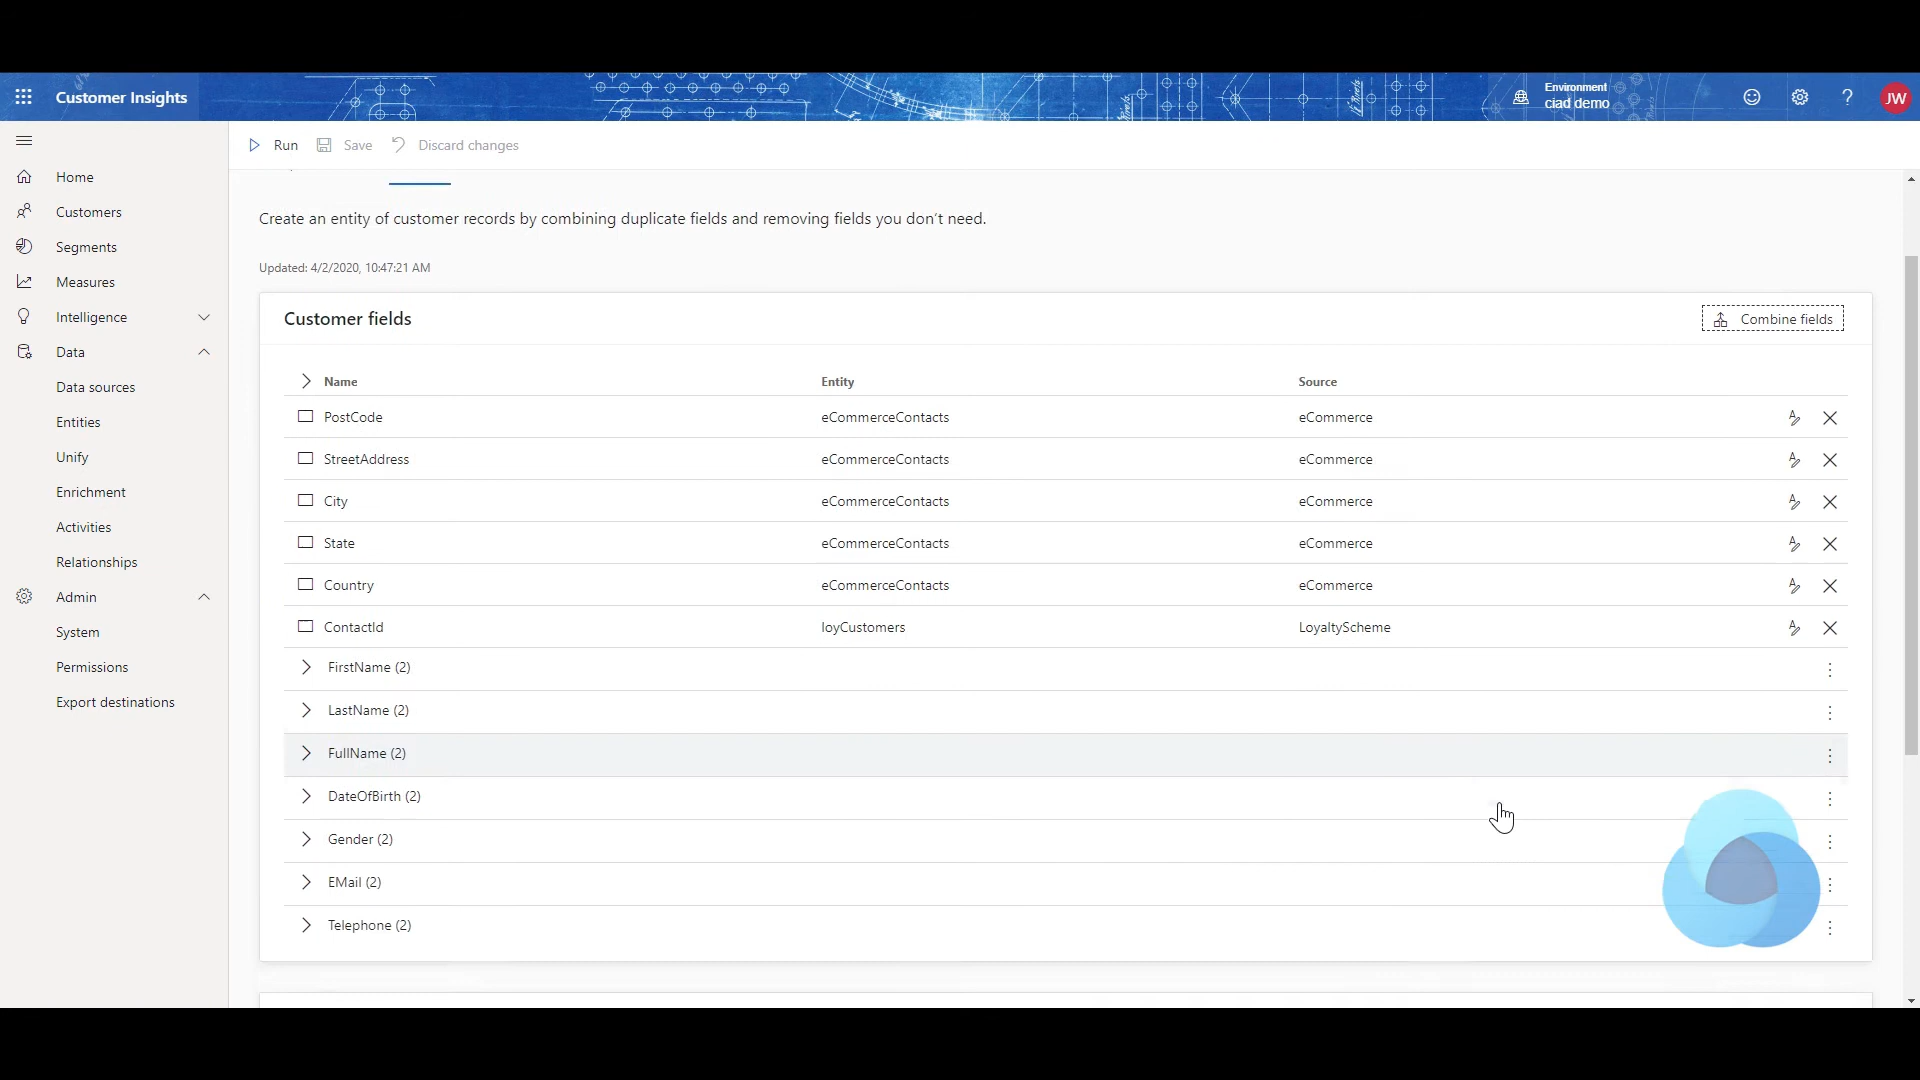 Customer Insights
Environment
ciad demo
?
JW
Run
Save
Discard changes
Home
Customers
Segments
Measures
Intelligence
Data
Data sources
Entities
Unify
Enrichment
Activities
Relationships
Admin
System
Permissions
Export destinations
Create an entity of customer records by combining duplicate fields and removing fields you don't need.
Updated: 4/2/2020, 10:47:21 AM
Customer fields
Combine fields
Name Entity Source
PostCode eCommerceContacts eCommerce
StreetAddress eCommerceContacts eCommerce
City eCommerceContacts eCommerce
State eCommerceContacts eCommerce
Country eCommerceContacts eCommerce
ContactId loyCustomers LoyaltyScheme
FirstName (2)
LastName (2)
FullName (2)
DateOfBirth (2)
Gender (2)
EMail (2)
Telephone (2)